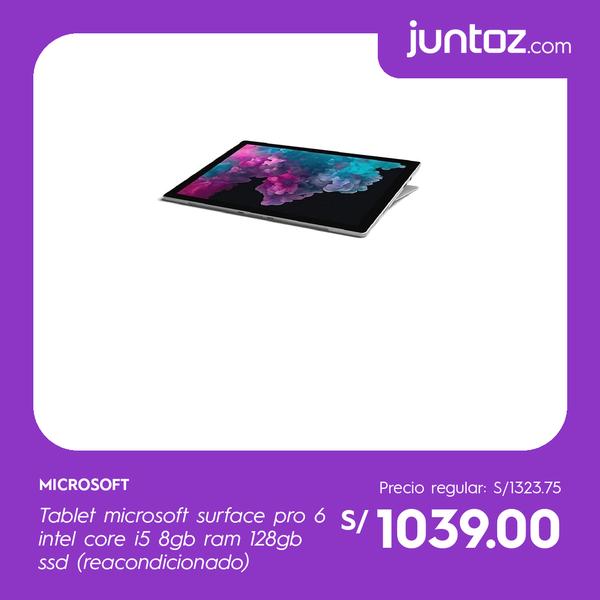 juntoz.com
MICROSOFT
Tablet microsoft surface pro 6
intel core i5 8gb ram 128gb
ssd (reacondicionado)
Precio regular: S/1323.75
S/ 1039.00